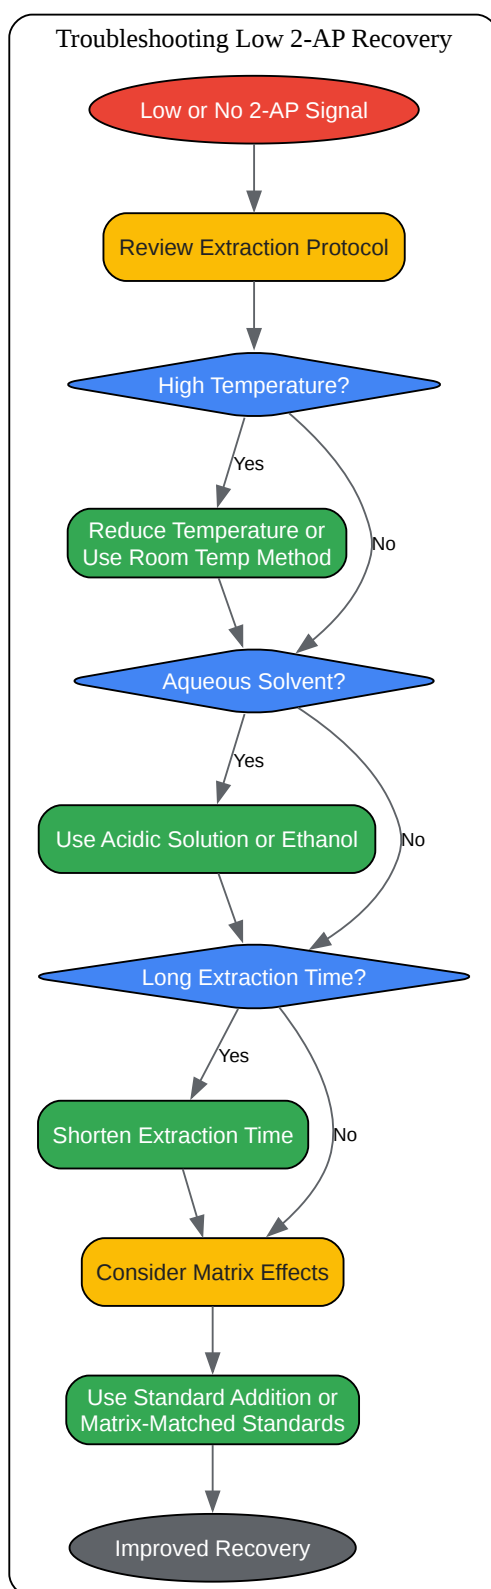 Troubleshooting Low 2-AP Recovery
Low or No 2-AP Signal
Review Extraction Protocol
High Temperature?
Yes
No
Reduce Temperature or
Use Room Temp Method
Aqueous Solvent?
Yes
No
Use Acidic Solution or Ethanol
Long Extraction Time?
Yes
No
Shorten Extraction Time
Consider Matrix Effects
Use Standard Addition or
Matrix-Matched Standards
Improved Recovery